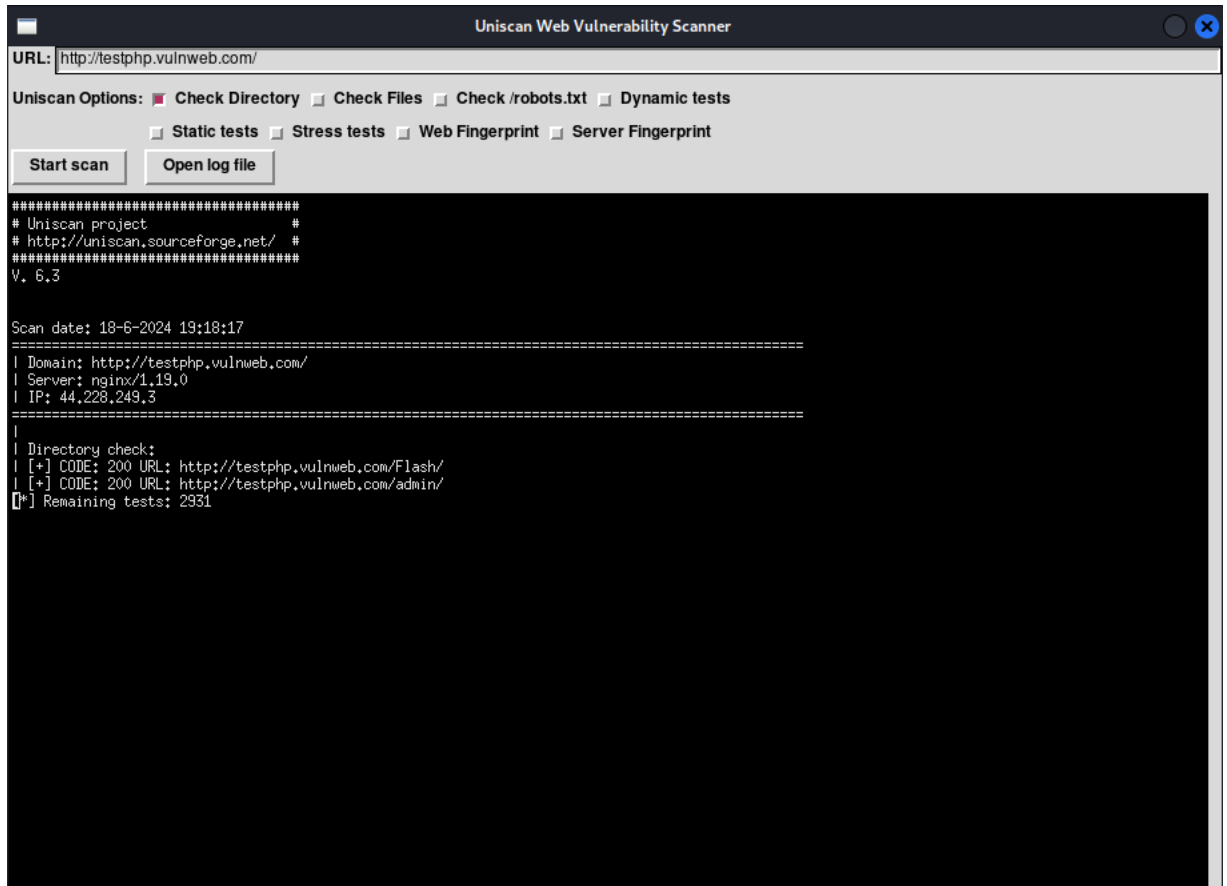 Uniscan Web Vulnerability Scanner
URL: http://testphp.vulnweb.com/
Uniscan Options: Check Directory Check Files Check /robots.txt Dynamic tests
Static tests Stress tests Web Fingerprint Server Fingerprint
Start scan Open log file
####################################
# Uniscan project                  #
# http://uniscan.sourceforge.net/  #
####################################
V. 6.3
Scan date: 18-6-2024 19:18:17
===================================================================================================
| Domain: http://testphp.vulnweb.com/
| Server: nginx/1.19.0
| IP: 44.228.249.3
===================================================================================================
|
| Directory check:
| [+] CODE: 200 URL: http://testphp.vulnweb.com/Flash/
| [+] CODE: 200 URL: http://testphp.vulnweb.com/admin/
[*] Remaining tests: 2931